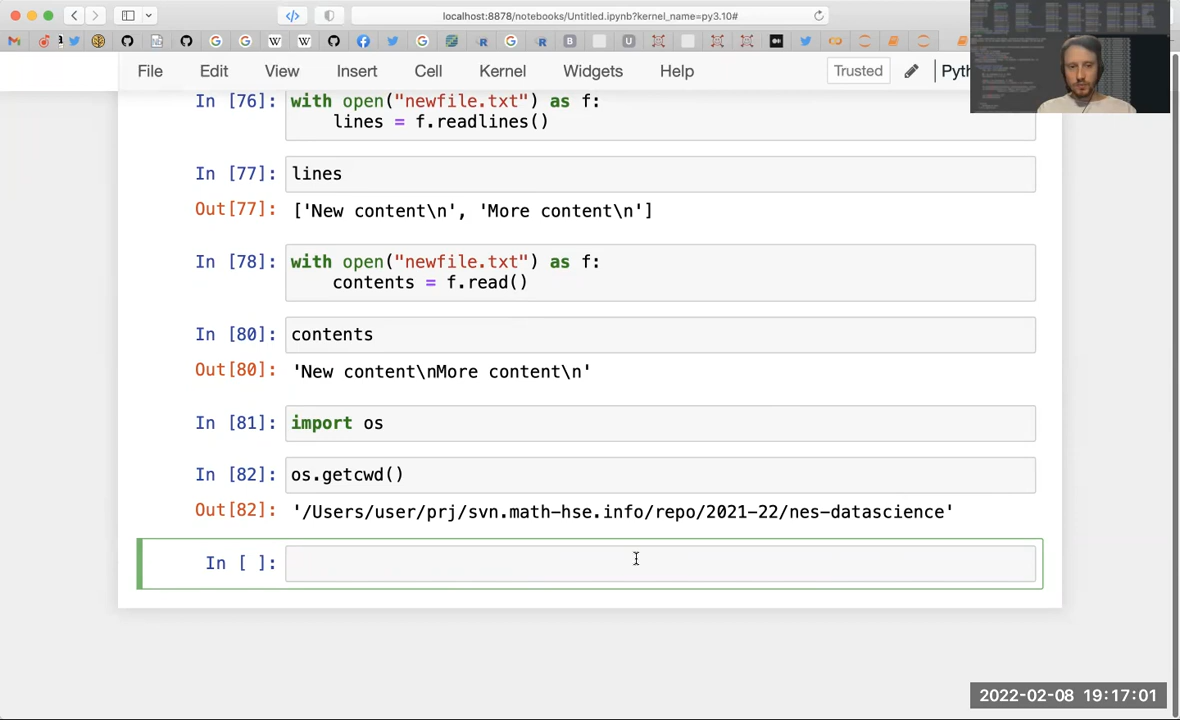 localhost:8878/notebooks/Untitled.ipynb?kernel_name=py3.10#
File Edit View Insert Cell Kernel Widgets Help Trusted Pyth
In [76]: with open("newfile.txt") as f:
lines = f.readlines()
In [77]: lines
Out[77]: ['New content\n', 'More content\n']
In [78]: with open("newfile.txt") as f:
contents = f.read()
In [80]: contents
Out[80]: 'New content\nMore content\n'
In [81]: import os
In [82]: os.getcwd()
Out[82]: '/Users/user/prj/svn.math-hse.info/repo/2021-22/nes-datascience'
In [ ]:
2022-02-08 19:17:01